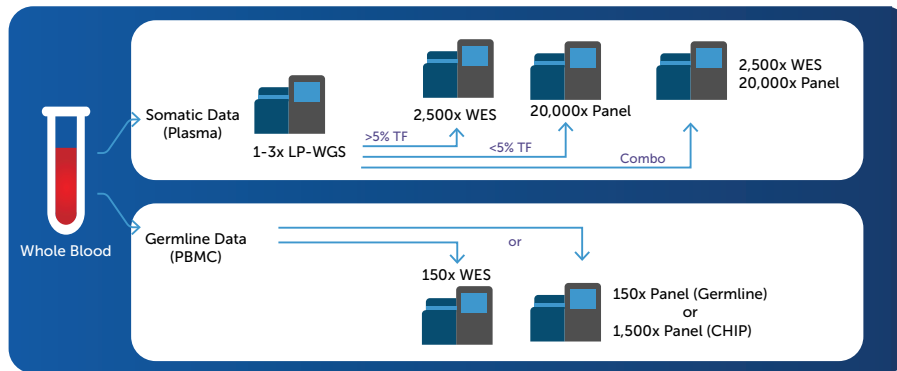 Whole Blood
Somatic Data
(Plasma)
1-3x LP-WGS
>5% TF
<5% TF
Combo
2,500x WES
20,000x Panel
2,500x WES
20,000x Panel
Germline Data
(PBMC)
or
150x WES
150x Panel (Germline)
or
1,500x Panel (CHIP)